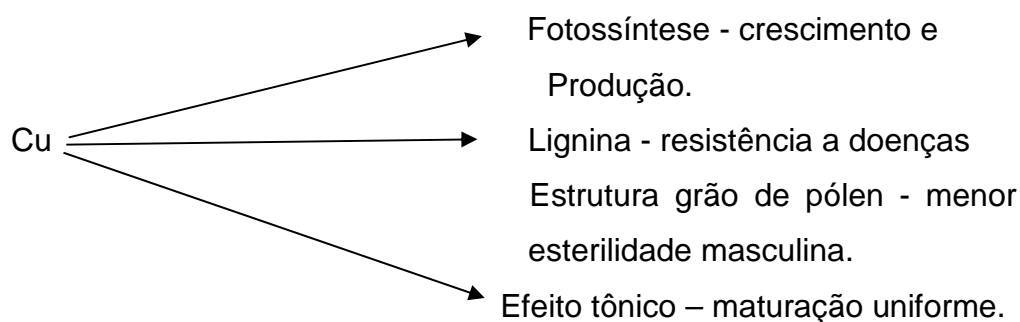 Fotossíntese - crescimento e
Produção.
Cu
Lignina - resistência a doenças
Estrutura grão de pólen - menor
esterilidade masculina.
Efeito tônico – maturação uniforme.